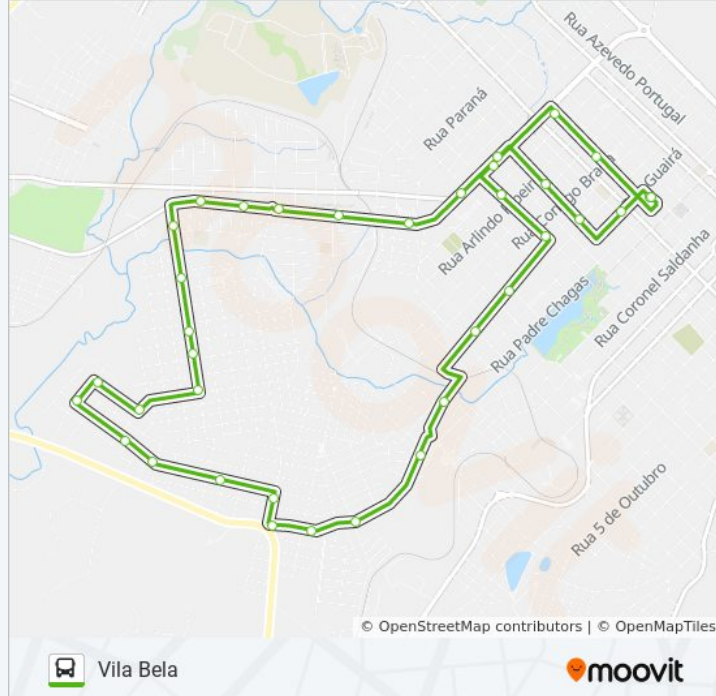 Rua Azevedo Portugal
Rua Paraná
Guairá
Rua Arlindo Ribeiro
Rua Coronel Saldanha
Rua Padre Chagas
Rua 5 de Outubro
© OpenStreetMap contributors | © OpenMapTiles
Vila Bela
moovit